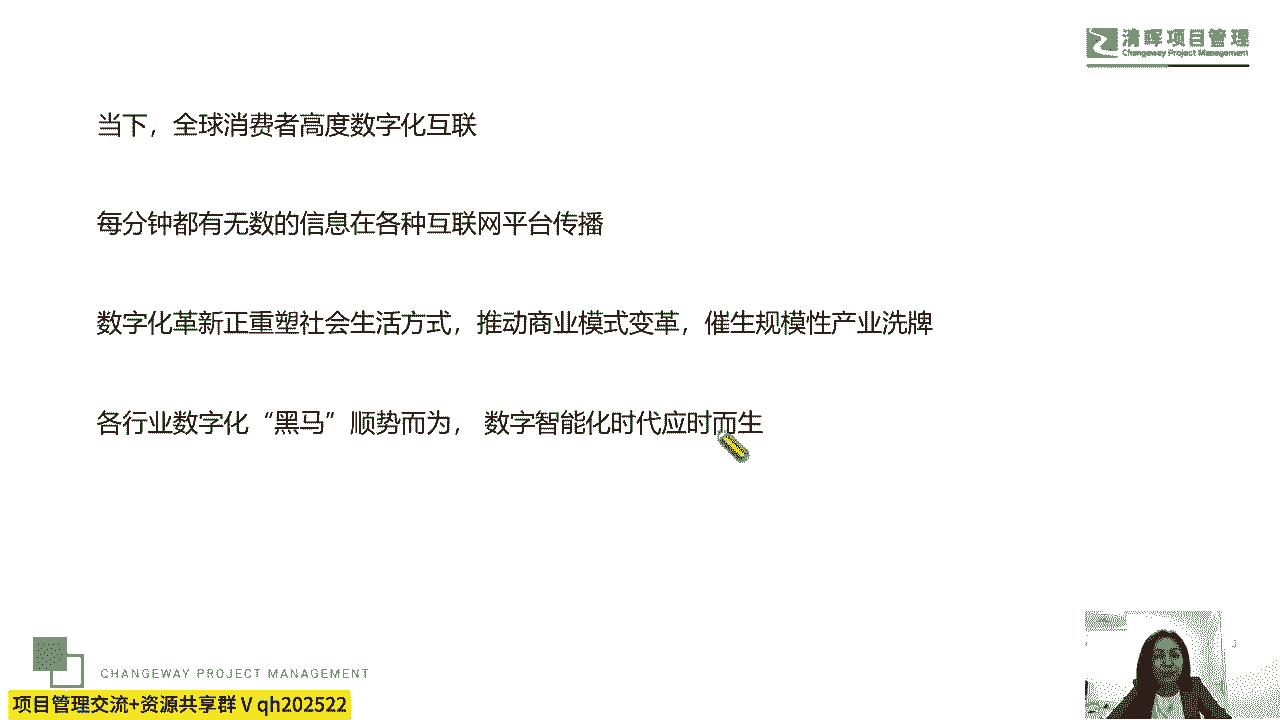 清晖项目管理
Changeway Project Management
当下，全球消费者高度数字化互联
每分钟都有无数的信息在各种互联网平台传播
数字化革新正重塑社会生活方式，推动商业模式变革，催生规模性产业洗牌
各行业数字化“黑马”顺势而为， 数字智能化时代应时而生
CHANGEWAY PROJECT MANAGEMENT
项目管理交流+资源共享群 V qh202522